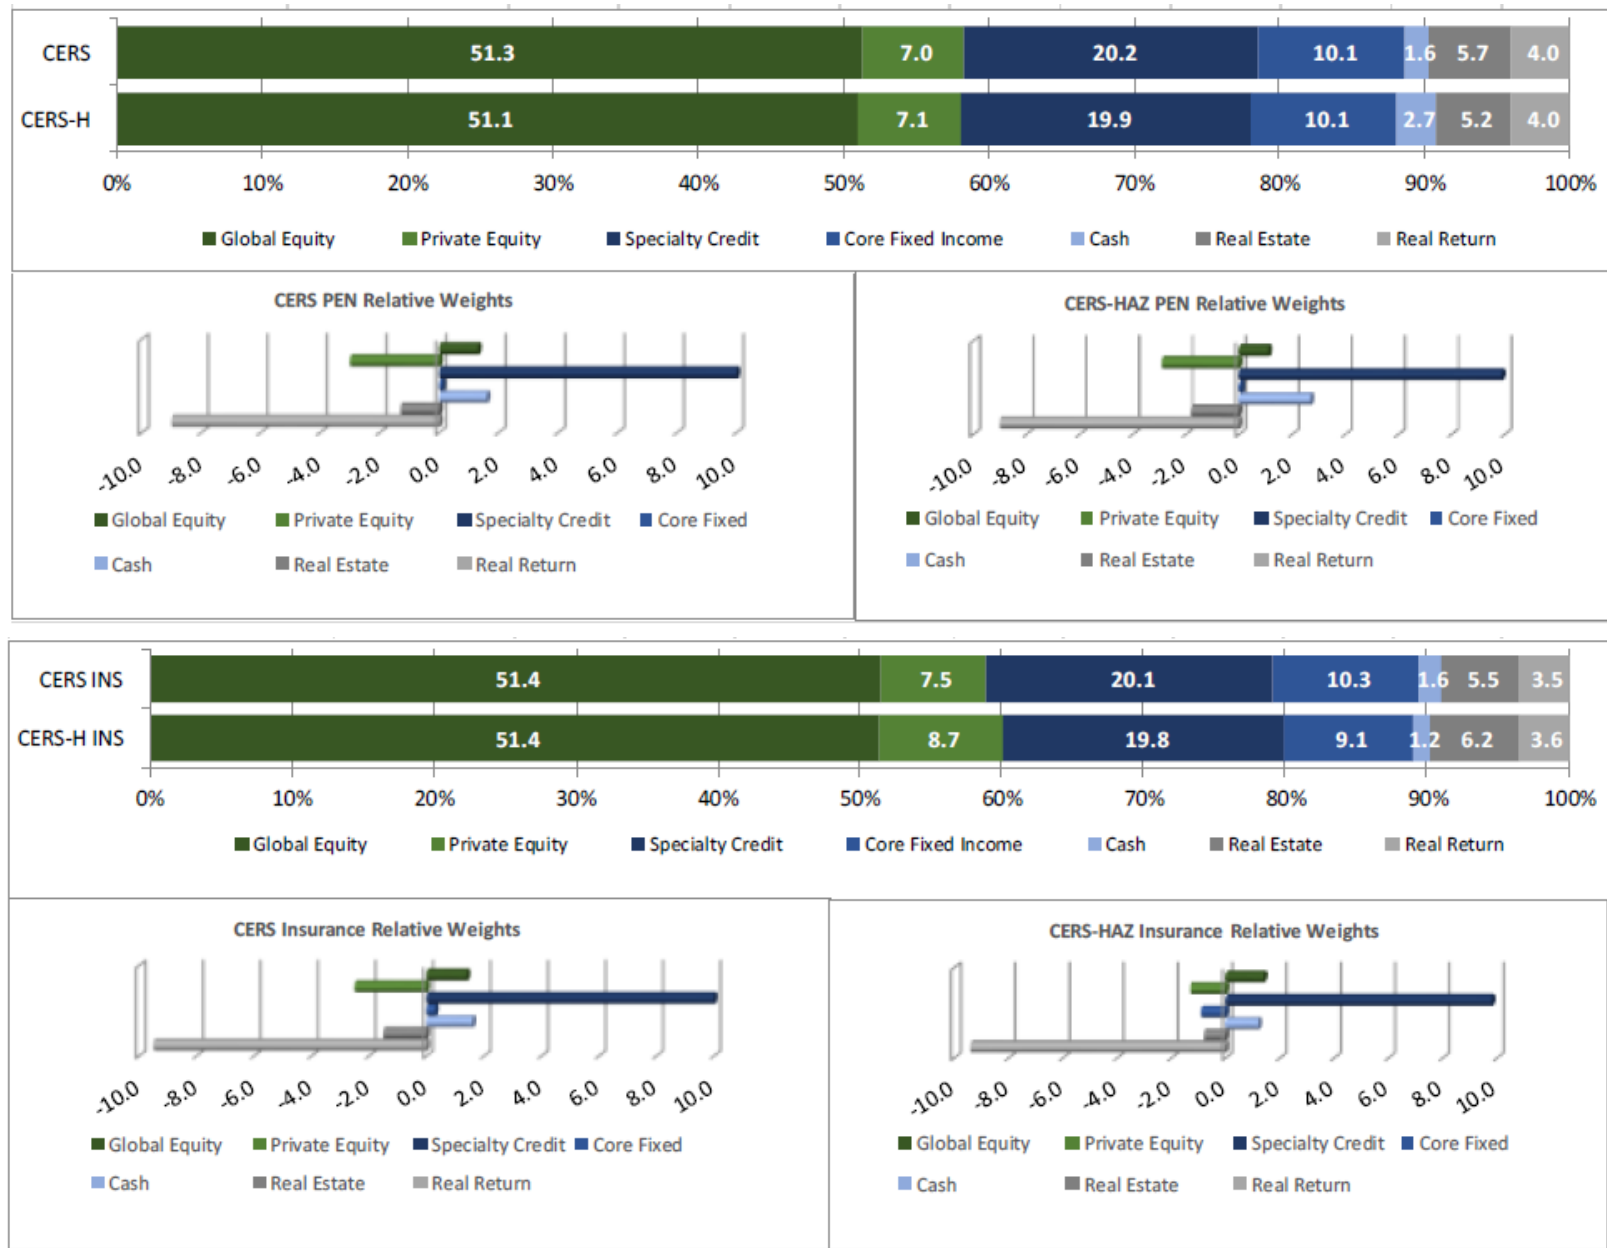 CERS 51.3 7.0 20.2 10.1 1.6 5.7 4.0
CERS-H 51.1 7.1 19.9 10.1 2.7 5.2 4.0
0% 10% 20% 30% 40% 50% 60% 70% 80% 90% 100%
Global Equity Private Equity Specialty Credit Core Fixed Income Cash Real Estate Real Return
CERS PEN Relative Weights
-10.0 -8.0 -6.0 -4.0 -2.0 0.0 2.0 4.0 6.0 8.0 10.0
Global Equity Private Equity Specialty Credit Core Fixed
Cash Real Estate Real Return
CERS-HAZ PEN Relative Weights
-10.0 -8.0 -6.0 -4.0 -2.0 0.0 2.0 4.0 6.0 8.0 10.0
Global Equity Private Equity Specialty Credit Core Fixed
Cash Real Estate Real Return
CERS INS 51.4 7.5 20.1 10.3 1.6 5.5 3.5
CERS-H INS 51.4 8.7 19.8 9.1 1.2 6.2 3.6
0% 10% 20% 30% 40% 50% 60% 70% 80% 90% 100%
Global Equity Private Equity Specialty Credit Core Fixed Income Cash Real Estate Real Return
CERS Insurance Relative Weights
-10.0 -8.0 -6.0 -4.0 -2.0 0.0 2.0 4.0 6.0 8.0 10.0
Global Equity Private Equity Specialty Credit Core Fixed
Cash Real Estate Real Return
CERS-HAZ Insurance Relative Weights
-10.0 -8.0 -6.0 -4.0 -2.0 0.0 2.0 4.0 6.0 8.0 10.0
Global Equity Private Equity Specialty Credit Core Fixed
Cash Real Estate Real Return